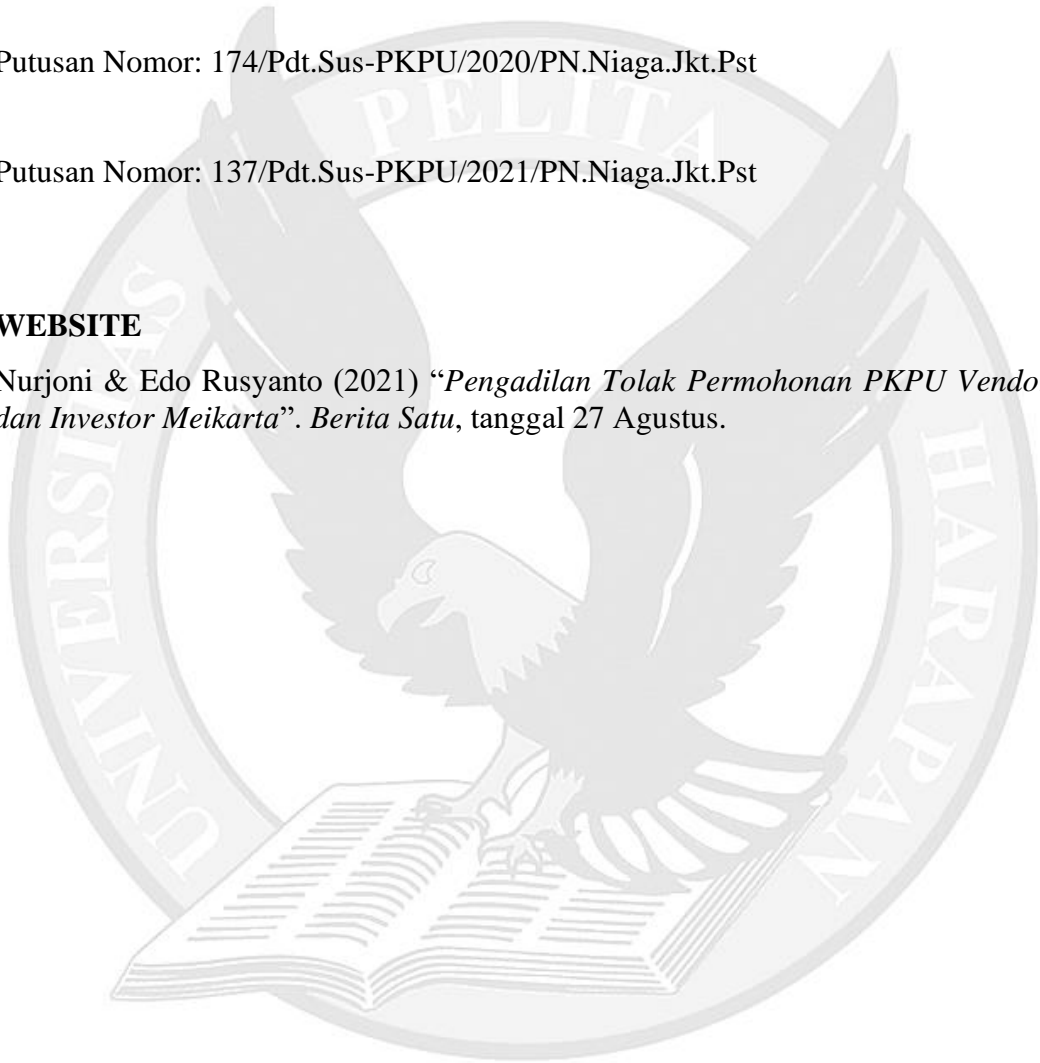 Putusan Nomor: 174/Pdt.Sus-PKPU/2020/PN.Niaga.Jkt.Pst
Putusan Nomor: 137/Pdt.Sus-PKPU/2021/PN.Niaga.Jkt.Pst
WEBSITE
Nurjoni & Edo Rusyanto (2021) “Pengadilan Tolak Permohonan PKPU Vendo
dan Investor Meikarta”. Berita Satu, tanggal 27 Agustus.
UNIVERSITAS PELITA HARAPAN